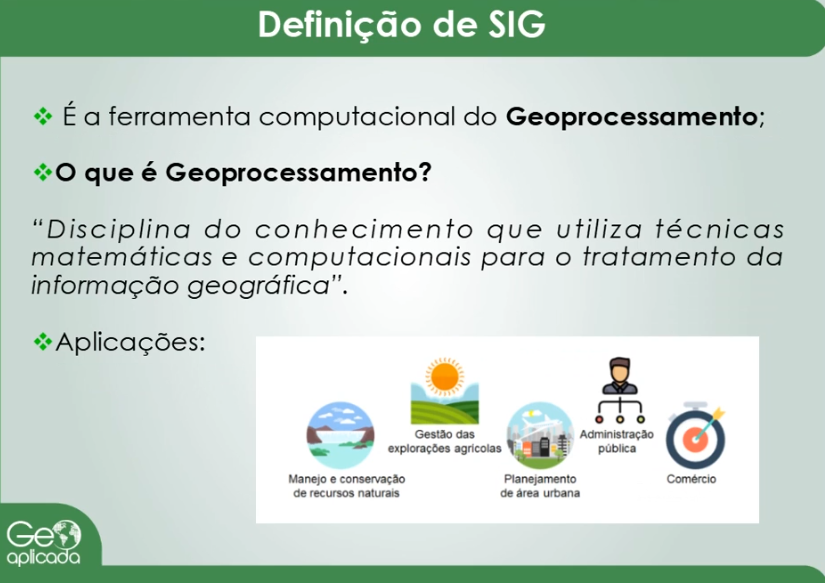 Definição de SIG
É a ferramenta computacional do Geoprocessamento;
O que é Geoprocessamento?
“Disciplina do conhecimento que utiliza técnicas
matemáticas e computacionais para o tratamento da
informação geográfica”.
Aplicações:
Manejo e conservação
de recursos naturais
Gestão das
explorações agrícolas
Planejamento
de área urbana
Administração
pública
Comércio
Geo
aplicada